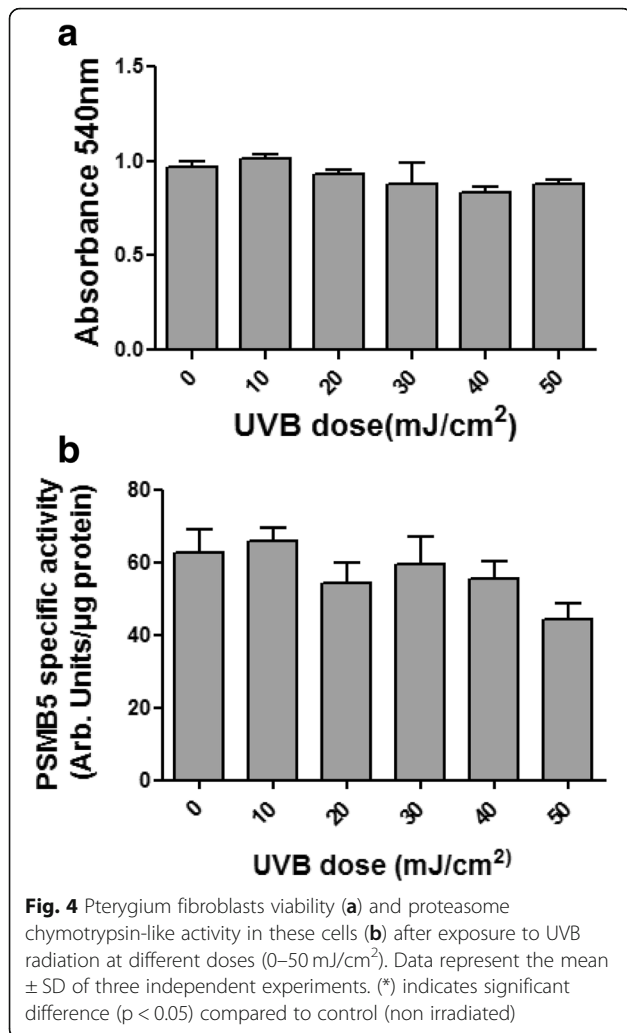 a
Absorbance 540nm
1.5
1.0
0.5
0.0
0 10 20 30 40 50
UVB dose(mJ/cm²)
b
PSMB5 specific activity
(Arb. Units/µg protein)
80
60
40
20
0
0 10 20 30 40 50
UVB dose (mJ/cm²)
Fig. 4 Pterygium fibroblasts viability (a) and proteasome
chymotrypsin-like activity in these cells (b) after exposure to UVB
radiation at different doses (0–50 mJ/cm²). Data represent the mean
± SD of three independent experiments. (*) indicates significant
difference (p < 0.05) compared to control (non irradiated)